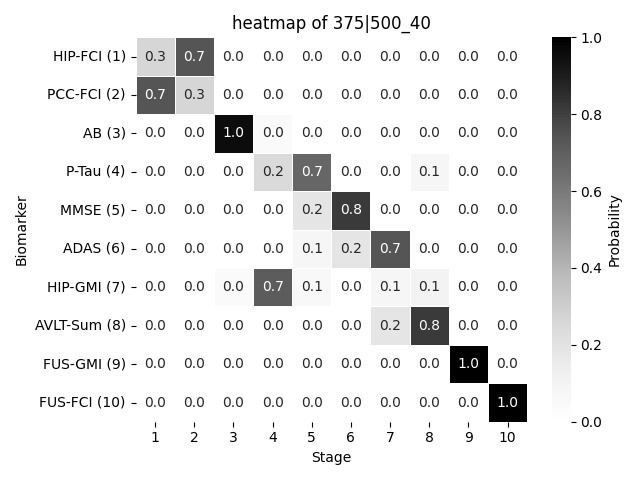 heatmap of 375|500_40
HIP-FCI (1) 0.3 0.7 0.0 0.0 0.0 0.0 0.0 0.0 0.0 0.0
PCC-FCI (2) 0.7 0.3 0.0 0.0 0.0 0.0 0.0 0.0 0.0 0.0
AB (3) 0.0 0.0 1.0 0.0 0.0 0.0 0.0 0.0 0.0 0.0
P-Tau (4) 0.0 0.0 0.0 0.2 0.7 0.0 0.0 0.1 0.0 0.0
MMSE (5) 0.0 0.0 0.0 0.0 0.2 0.8 0.0 0.0 0.0 0.0
ADAS (6) 0.0 0.0 0.0 0.0 0.1 0.2 0.7 0.0 0.0 0.0
HIP-GMI (7) 0.0 0.0 0.0 0.7 0.1 0.0 0.1 0.1 0.0 0.0
AVLT-Sum (8) 0.0 0.0 0.0 0.0 0.0 0.0 0.2 0.8 0.0 0.0
FUS-GMI (9) 0.0 0.0 0.0 0.0 0.0 0.0 0.0 0.0 1.0 0.0
FUS-FCI (10) 0.0 0.0 0.0 0.0 0.0 0.0 0.0 0.0 0.0 1.0
1 2 3 4 5 6 7 8 9 10
Stage
Biomarker
1.0
0.8
0.6
0.4
0.2
0.0
Probability